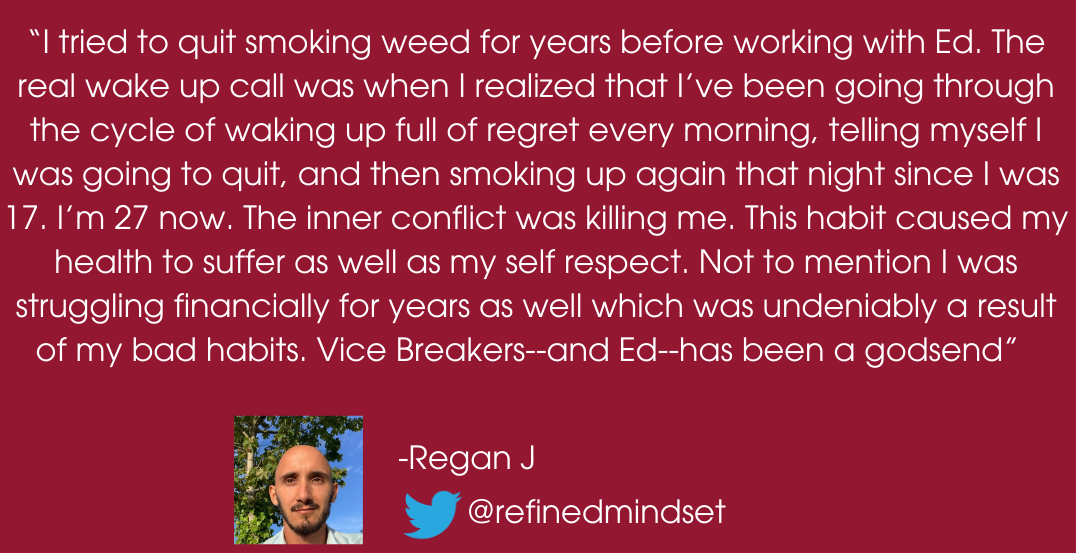 “I tried to quit smoking weed for years before working with Ed. The
real wake up call was when I realized that I’ve been going through
the cycle of waking up full of regret every morning, telling myself I
was going to quit, and then smoking up again that night since I was
17. I’m 27 now. The inner conflict was killing me. This habit caused my
health to suffer as well as my self respect. Not to mention I was
struggling financially for years as well which was undeniably a result
of my bad habits. Vice Breakers--and Ed--has been a godsend”
-Regan J
@refinedmindset